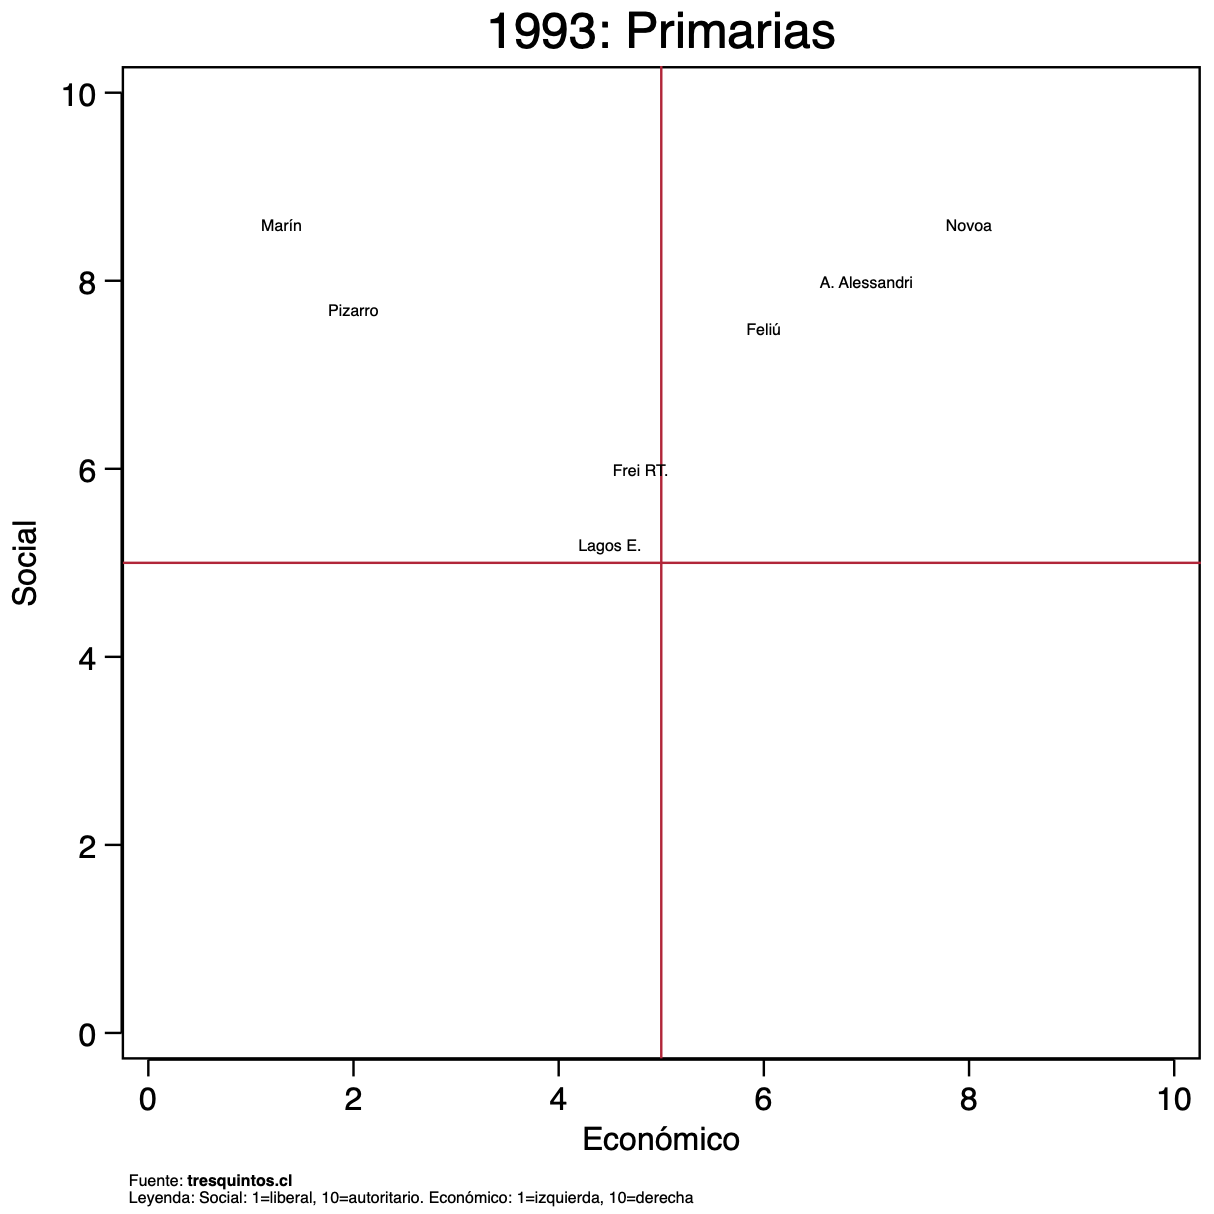 1993: Primarias
10
Marín
Novoa
8
A. Alessandri
Pizarro
Feliú
6
Frei RT.
Lagos E.
Social
4
2
0
0 2 4 6 8 10
Económico
Fuente: tresquintos.cl
Leyenda: Social: 1=liberal, 10=autoritario. Económico: 1=izquierda, 10=derecha